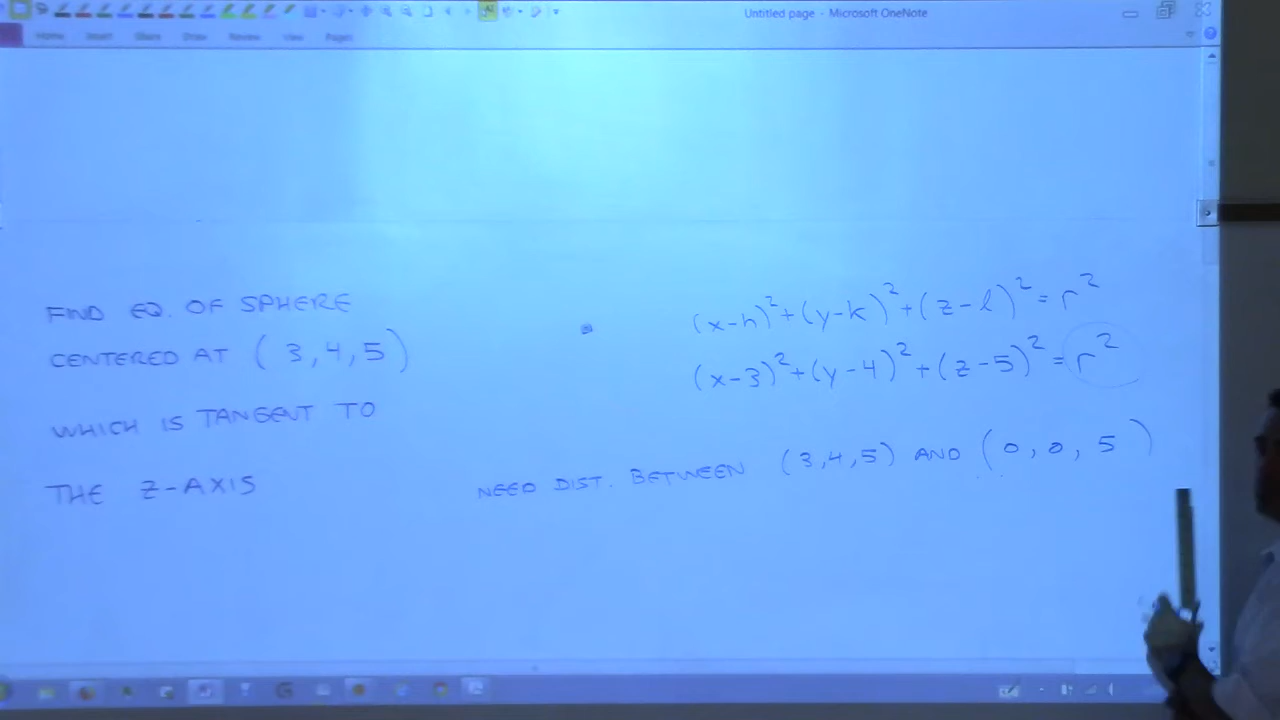 Untitled page - Microsoft OneNote
Home Insert Share Draw Review View Pages
FIND EQ. OF SPHERE
CENTERED AT (3,4,5)
WHICH IS TANGENT TO
THE Z-AXIS
(x-h)²+(y-k)²+(z-l)²=r²
(x-3)²+(y-4)²+(z-5)²=r²
NEED DIST. BETWEEN (3,4,5) AND (0,0,5)